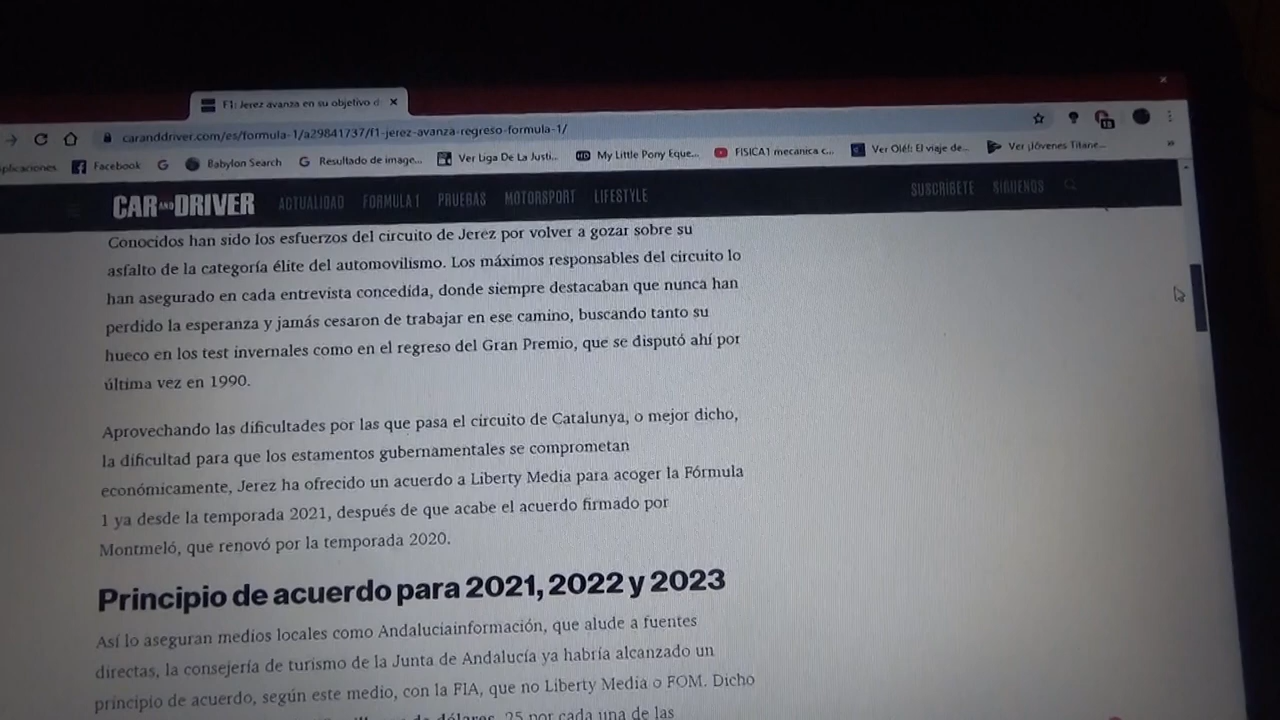 F1: Jerez avanza en su objetivo d
caranddriver.com/es/formula-1/a29841737/f1-jerez-avanza-regreso-formula-1/
plicaciones Facebook Babylon Search Resultado de image... Ver Liga De La Justi... My Little Pony Eque... FISICA1 mecanica c... Ver Olé!: El viaje de... Ver ¡Jóvenes Titane...
CAR AND DRIVER ACTUALIDAD FORMULA 1 PRUEBAS MOTORSPORT LIFESTYLE SUSCRÍBETE SÍGUENOS
Conocidos han sido los esfuerzos del circuito de Jerez por volver a gozar sobre su
asfalto de la categoría élite del automovilismo. Los máximos responsables del circuito lo
han asegurado en cada entrevista concedida, donde siempre destacaban que nunca han
perdido la esperanza y jamás cesaron de trabajar en ese camino, buscando tanto su
hueco en los test invernales como en el regreso del Gran Premio, que se disputó ahí por
última vez en 1990.
Aprovechando las dificultades por las que pasa el circuito de Catalunya, o mejor dicho,
la dificultad para que los estamentos gubernamentales se comprometan
económicamente, Jerez ha ofrecido un acuerdo a Liberty Media para acoger la Fórmula
1 ya desde la temporada 2021, después de que acabe el acuerdo firmado por
Montmeló, que renovó por la temporada 2020.
Principio de acuerdo para 2021, 2022 y 2023
Así lo aseguran medios locales como Andaluciainformación, que alude a fuentes
directas, la consejería de turismo de la Junta de Andalucía ya habría alcanzado un
principio de acuerdo, según este medio, con la FIA, que no Liberty Media o FOM. Dicho
de dólares, 25 por cada una de las